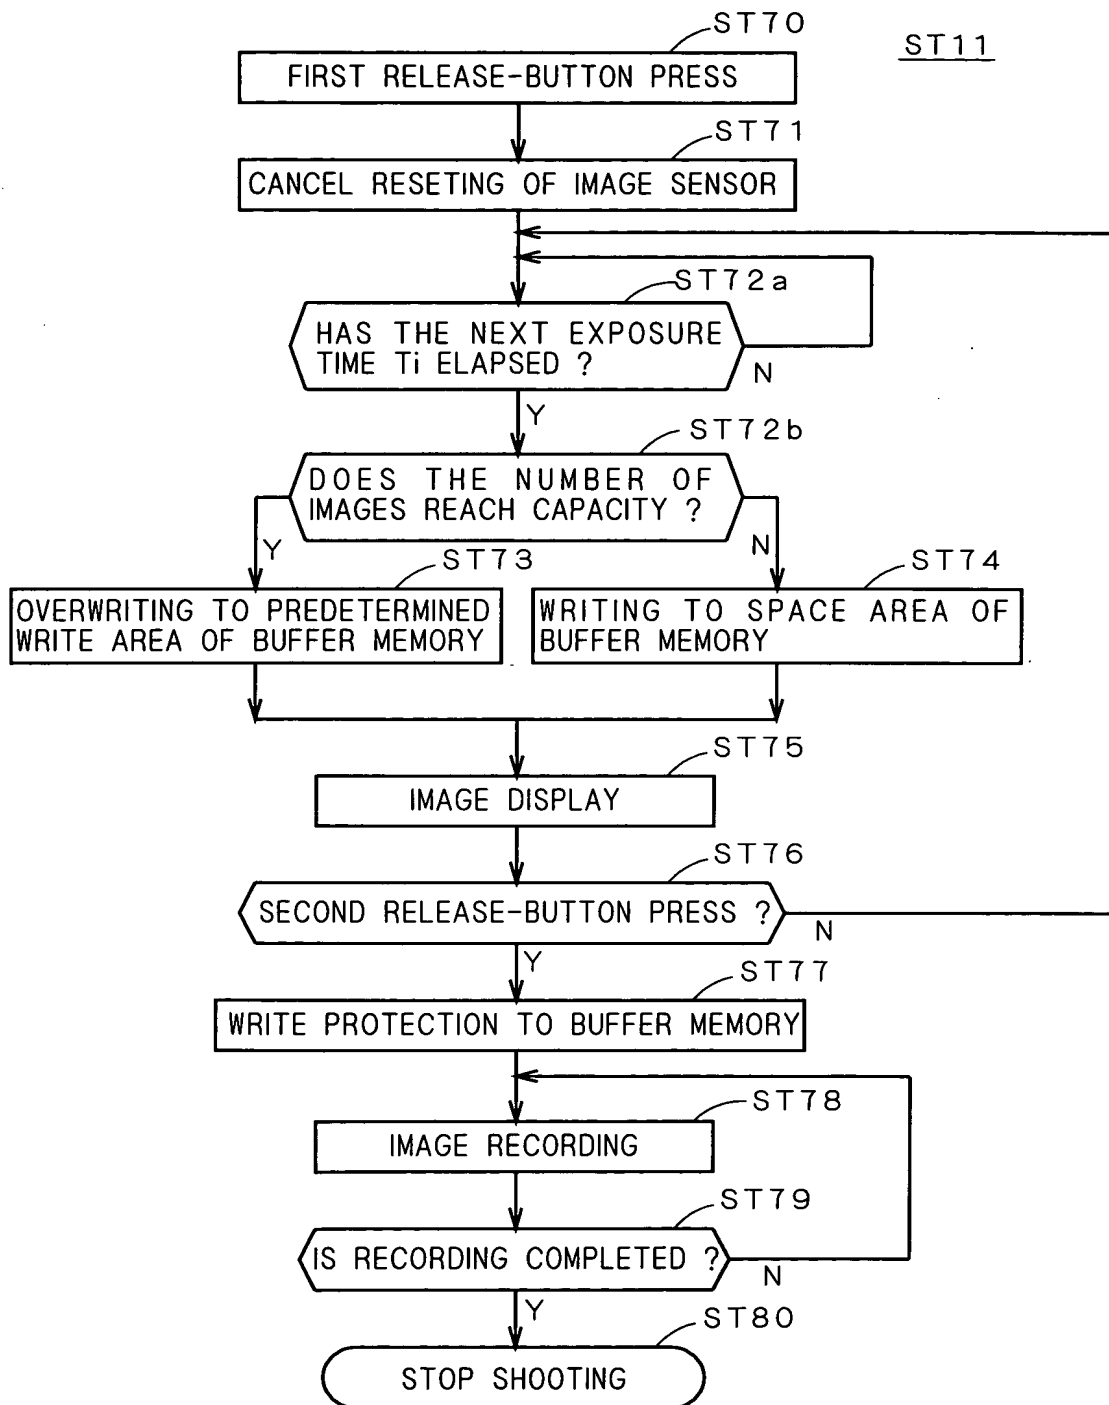 ST70
ST11
FIRST RELEASE-BUTTON PRESS
ST71
CANCEL RESETING OF IMAGE SENSOR
ST72a
HAS THE NEXT EXPOSURE
TIME Ti ELAPSED ?
N
Y
ST72b
DOES THE NUMBER OF
IMAGES REACH CAPACITY ?
Y
N
ST73
ST74
OVERWRITING TO PREDETERMINED
WRITE AREA OF BUFFER MEMORY
WRITING TO SPACE AREA OF
BUFFER MEMORY
ST75
IMAGE DISPLAY
ST76
SECOND RELEASE-BUTTON PRESS ?
N
Y
ST77
WRITE PROTECTION TO BUFFER MEMORY
ST78
IMAGE RECORDING
ST79
IS RECORDING COMPLETED ?
N
Y
ST80
STOP SHOOTING